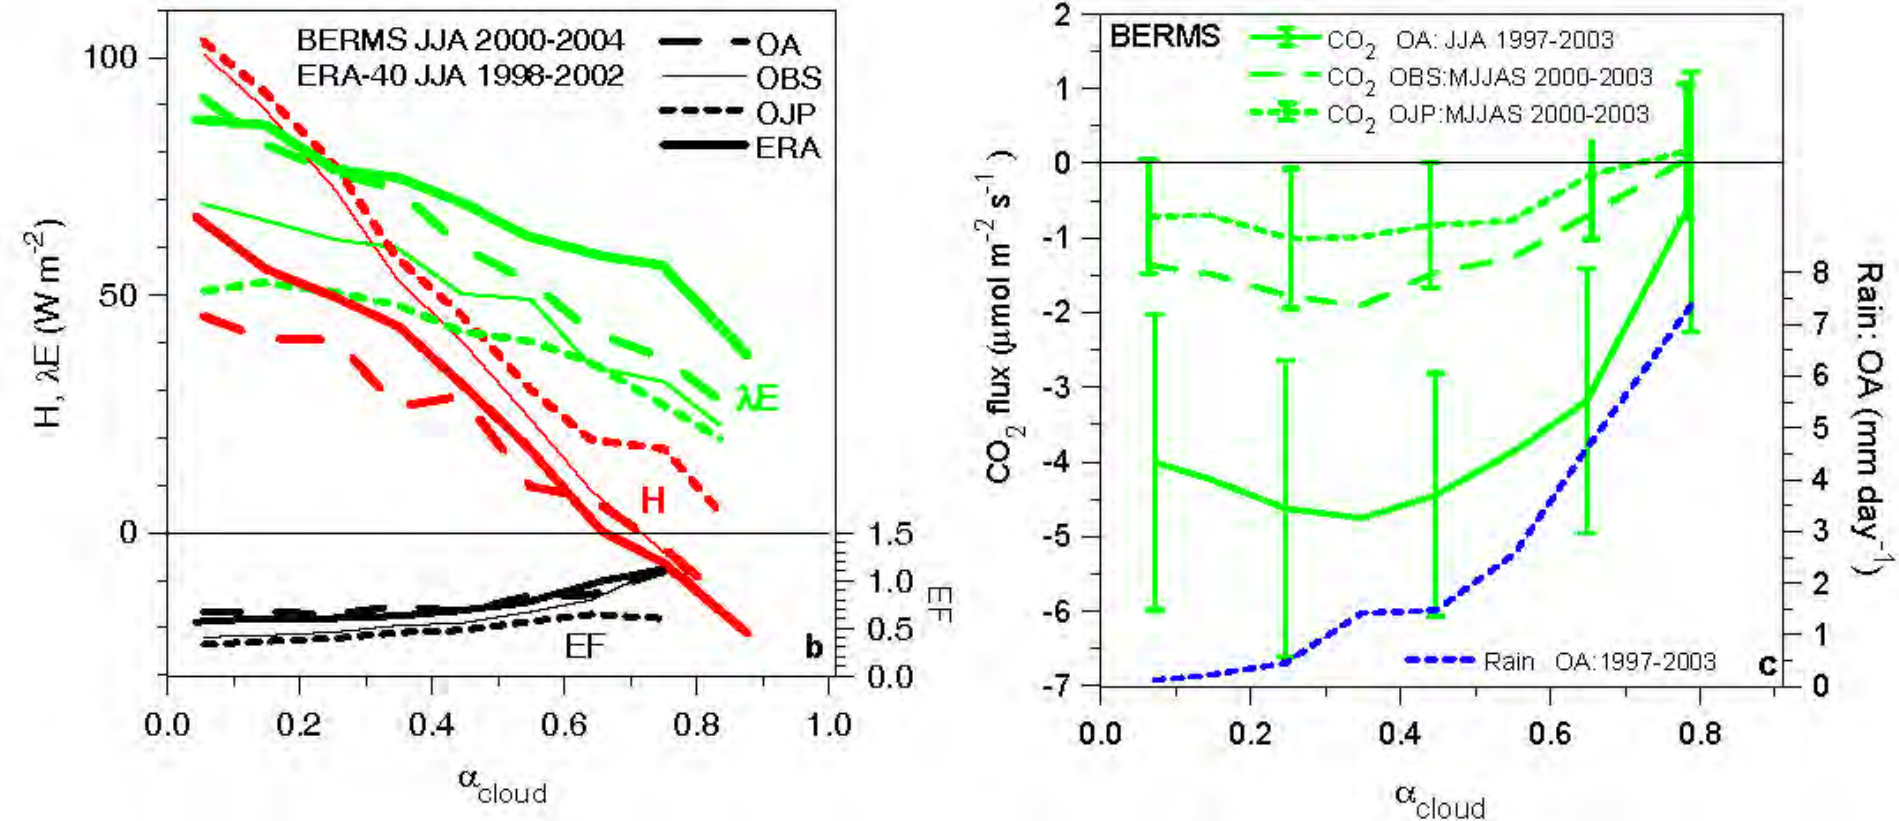 BERMS JJA 2000-2004
ERA-40 JJA 1998-2002
OA
OBS
OJP
ERA
100
50
0
H, λE (W m⁻²)
λE
H
EF
b
1.5
1.0
0.5
0.0
EF
0.0 0.2 0.4 0.6 0.8 1.0
α_cloud
BERMS
CO₂ OA: JJA 1997-2003
CO₂ OBS:MJJAS 2000-2003
CO₂ OJP:MJJAS 2000-2003
2
1
0
-1
-2
-3
-4
-5
-6
-7
CO₂ flux (μmol m⁻² s⁻¹)
8
7
6
5
4
3
2
1
0
Rain: OA (mm day⁻¹)
Rain OA:1997-2003
c
0.0 0.2 0.4 0.6 0.8
α_cloud